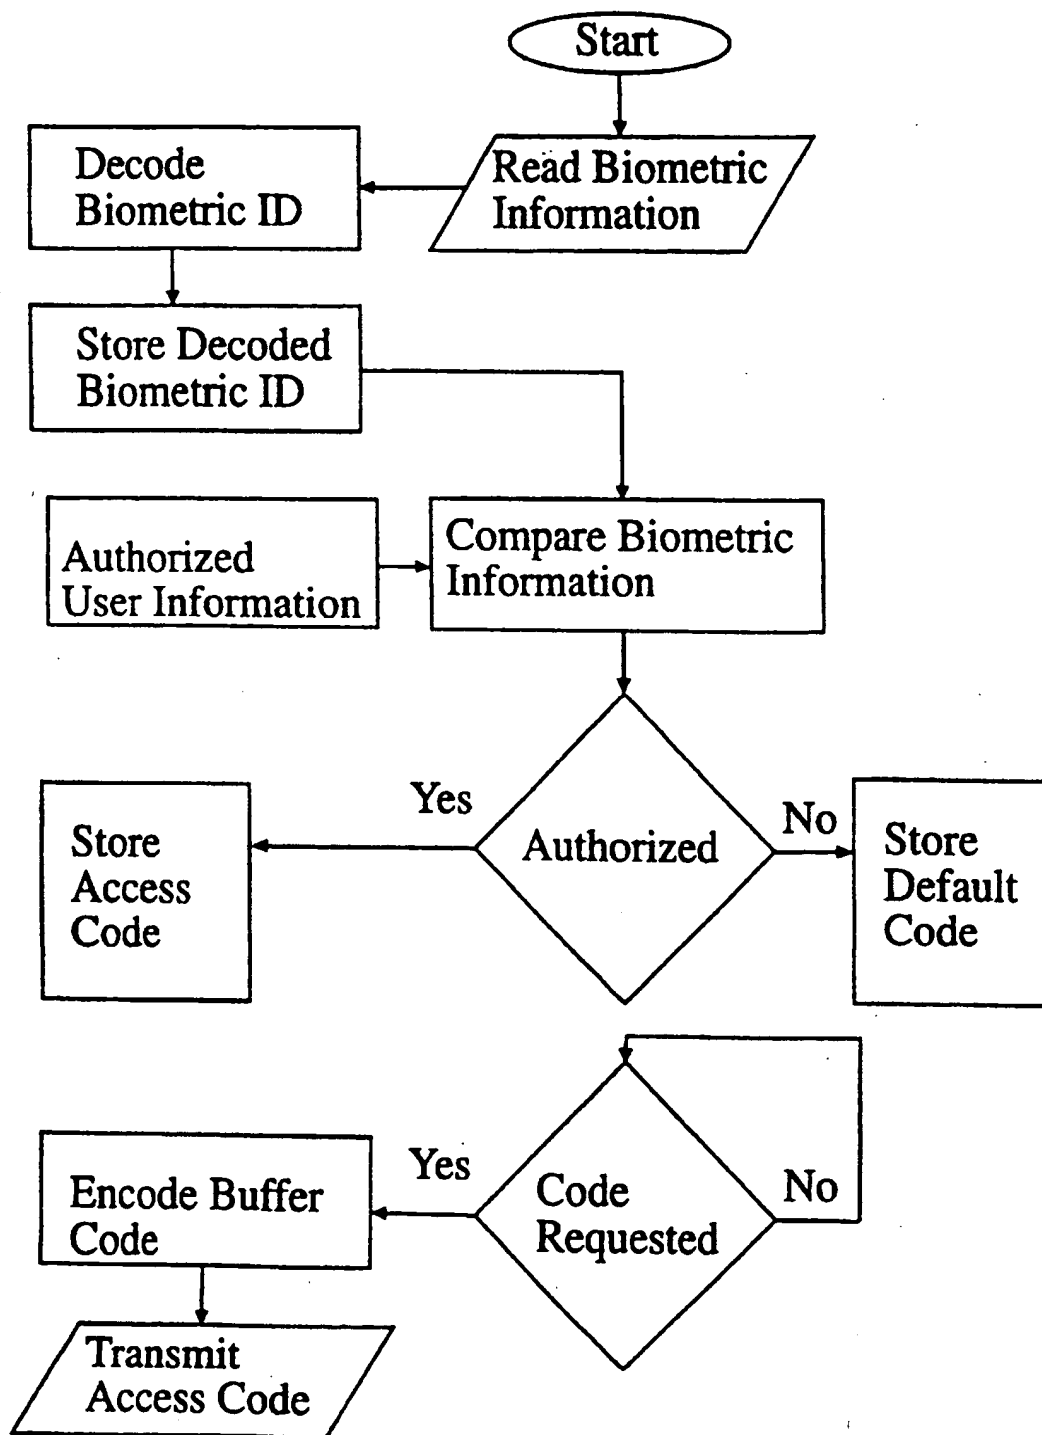 Start
Read Biometric
Information
Decode
Biometric ID
Store Decoded
Biometric ID
Authorized
User Information
Compare Biometric
Information
Authorized
Yes
No
Store
Access
Code
Store
Default
Code
Code
Requested
Yes
No
Encode Buffer
Code
Transmit
Access Code